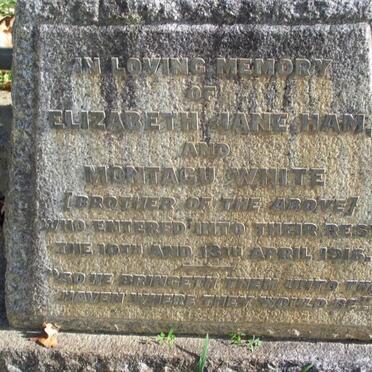 IN LOVING MEMORY
OF
ELIZABETH JANE HAM,
AND
MONTAGU WHITE
[BROTHER OF THE ABOVE]
WHO ENTERED INTO THEIR REST
THE 10TH AND 13TH APRIL 1916.
"SO HE BRINGETH THEM UNTO THE
HAVEN WHERE THEY WOULD BE"